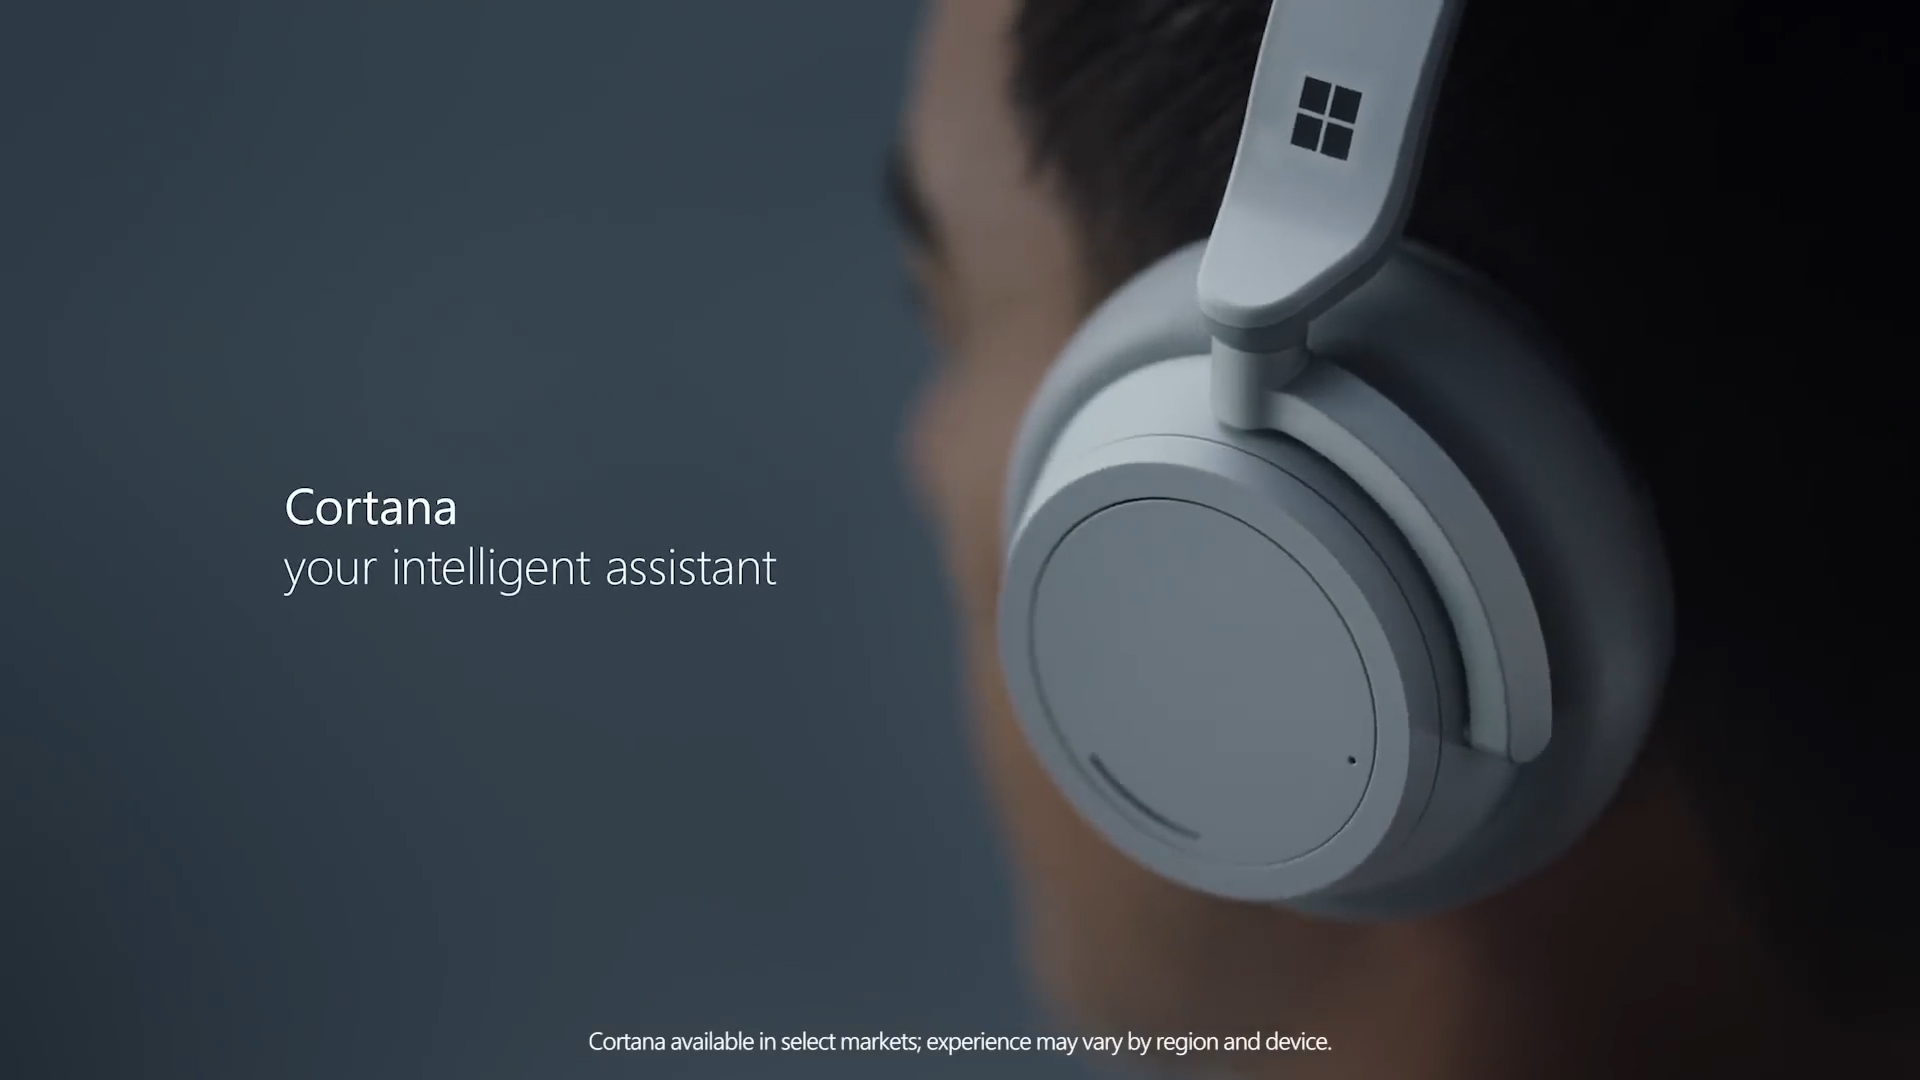 Cortana
your intelligent assistant
Cortana available in select markets; experience may vary by region and device.